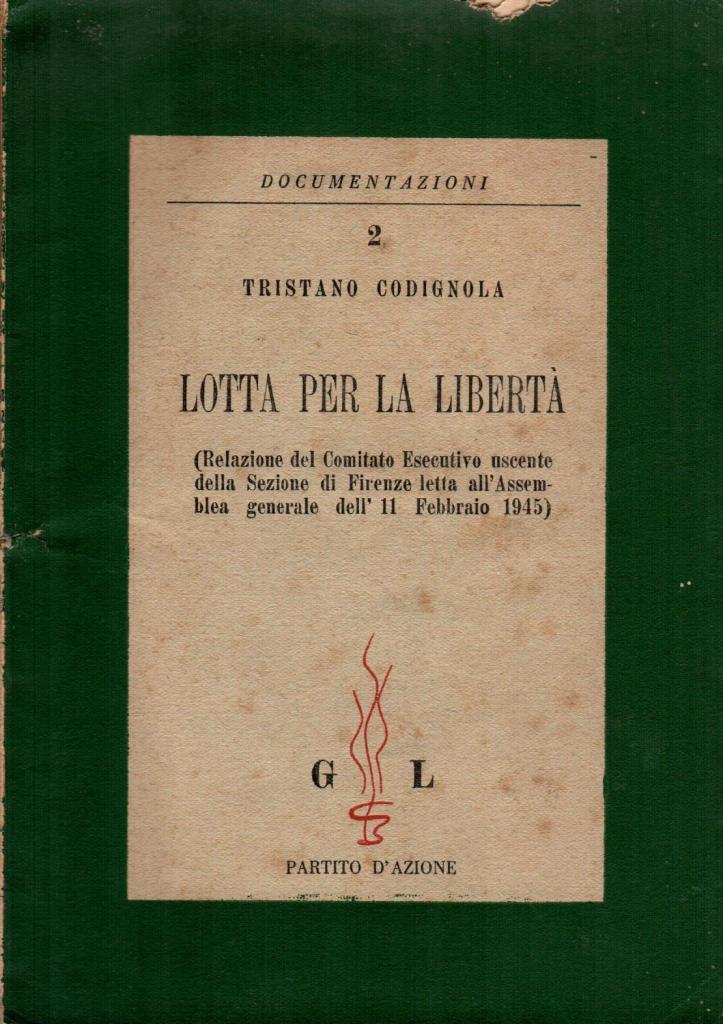 DOCUMENTAZIONI
2
TRISTANO CODIGNOLA
LOTTA PER LA LIBERTÀ
(Relazione del Comitato Esecutivo uscente
della Sezione di Firenze letta all'Assem-
blea generale dell' 11 Febbraio 1945)
G L
PARTITO D'AZIONE